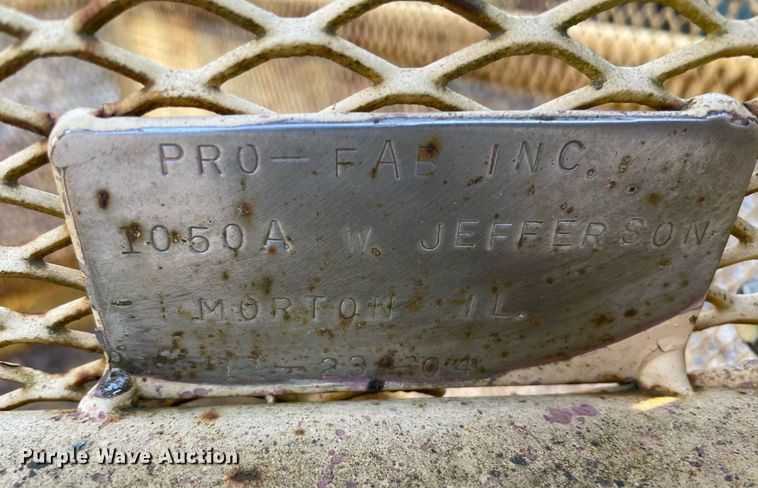 PRO-FAB INC.
1050A W. JEFFERSON
MORTON IL.
-23-04
Purple Wave Auction